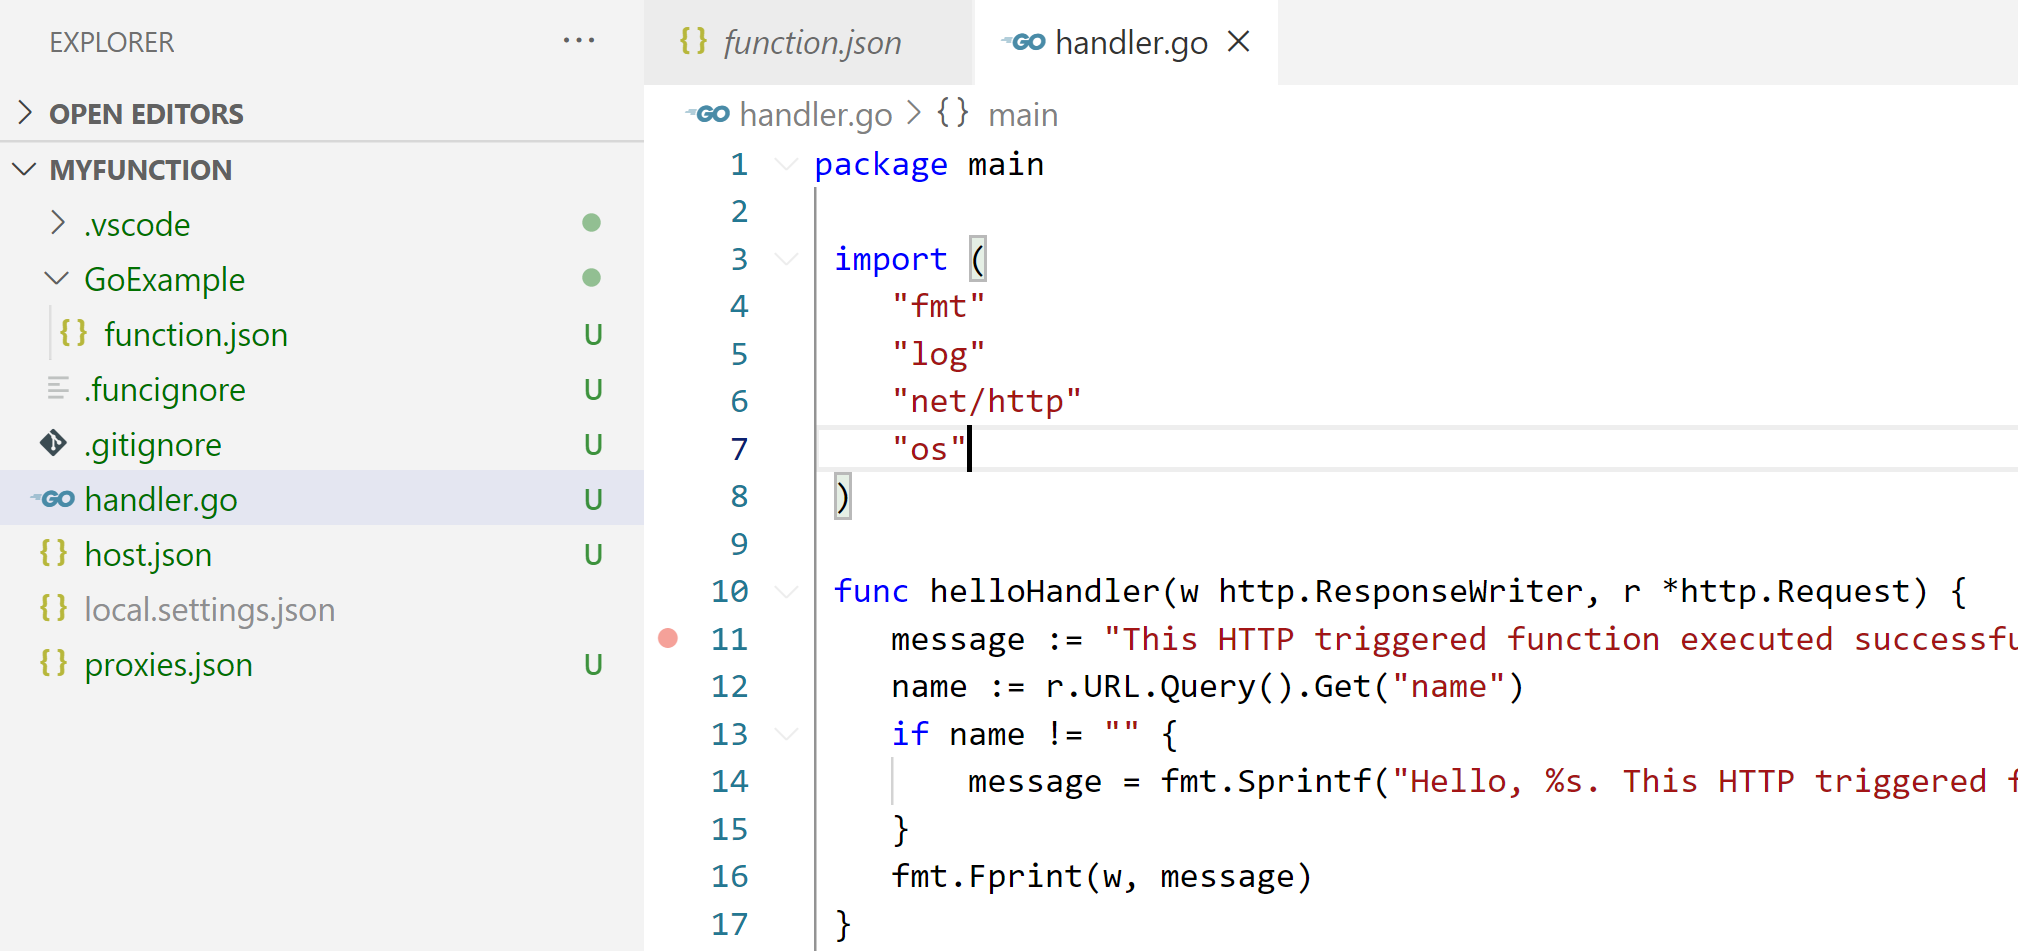 EXPLORER ···
OPEN EDITORS
MYFUNCTION
.vscode
GoExample
{} function.json U
.funcignore U
.gitignore U
GO handler.go U
{} host.json U
{} local.settings.json
{} proxies.json U
{} function.json GO handler.go ×
GO handler.go > {} main
1 package main
2
3 import (
4 "fmt"
5 "log"
6 "net/http"
7 "os"
8 )
9
10 func helloHandler(w http.ResponseWriter, r *http.Request) {
11 message := "This HTTP triggered function executed
12 name := r.URL.Query().Get("name")
13 if name != "" {
14 message = fmt.Sprintf("Hello, %s. This HTTP triggered
15 }
16 fmt.Fprint(w, message)
17 }